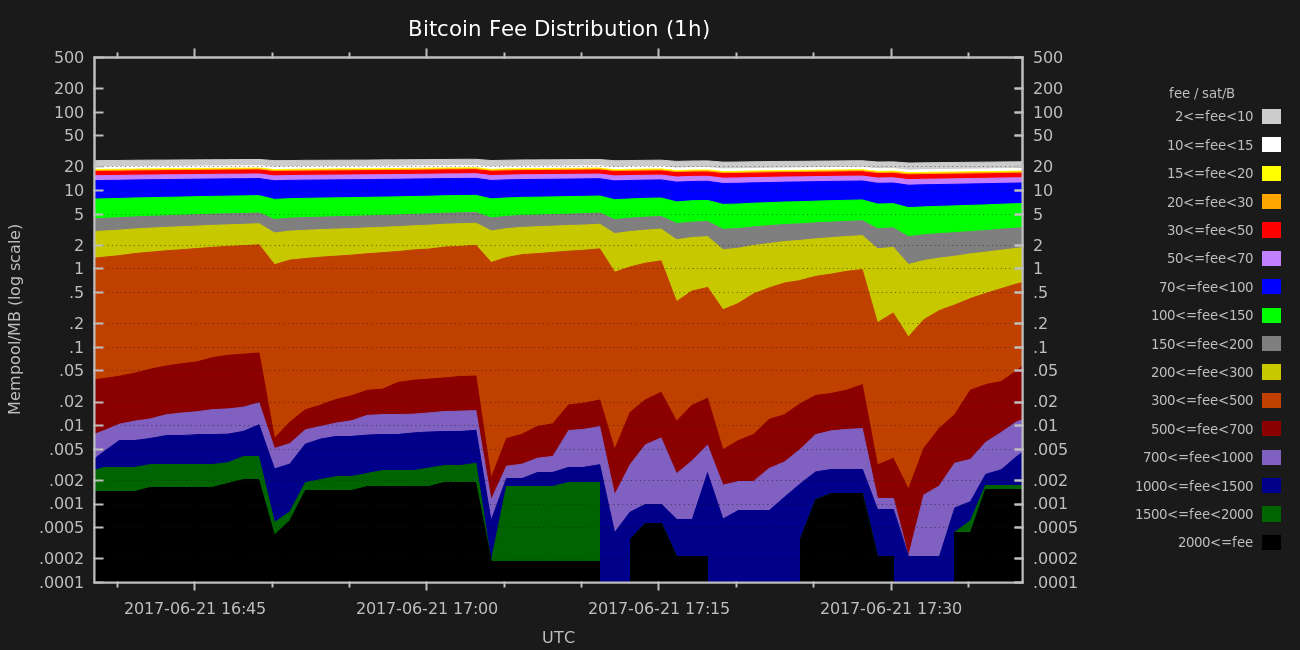 Bitcoin Fee Distribution (1h)
500
200
100
50
20
10
5
2
1
.5
.2
.1
.05
.02
.01
.005
.002
.001
.0005
.0002
.0001
Mempool/MB (log scale)
500
200
100
50
20
10
5
2
1
.5
.2
.1
.05
.02
.01
.005
.002
.001
.0005
.0002
.0001
2017-06-21 16:45
2017-06-21 17:00
2017-06-21 17:15
2017-06-21 17:30
UTC
fee / sat/B
2<=fee<10
10<=fee<15
15<=fee<20
20<=fee<30
30<=fee<50
50<=fee<70
70<=fee<100
100<=fee<150
150<=fee<200
200<=fee<300
300<=fee<500
500<=fee<700
700<=fee<1000
1000<=fee<1500
1500<=fee<2000
2000<=fee